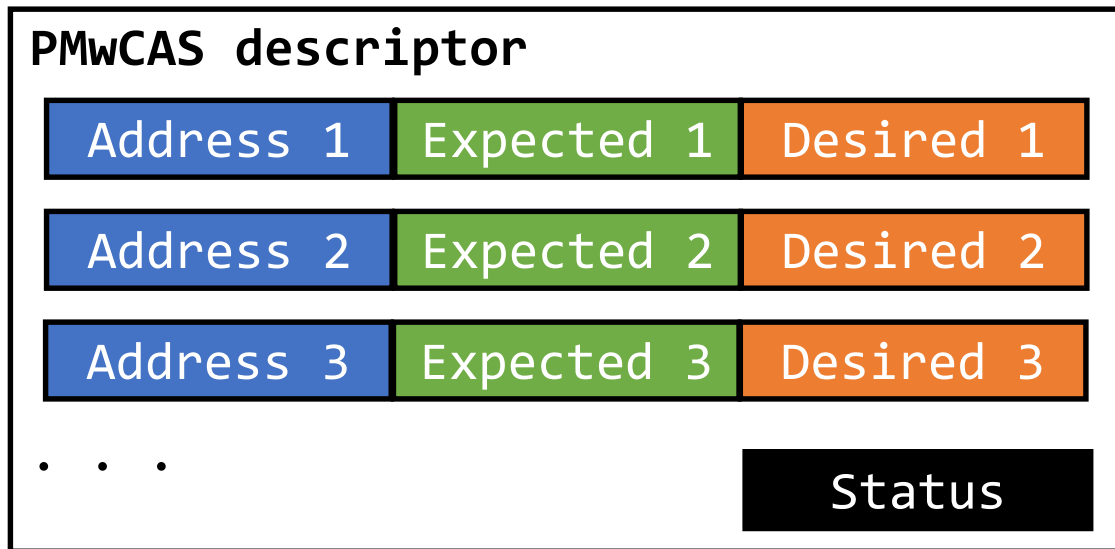 PMwCAS descriptor
Address 1 Expected 1 Desired 1
Address 2 Expected 2 Desired 2
Address 3 Expected 3 Desired 3
. . .
Status